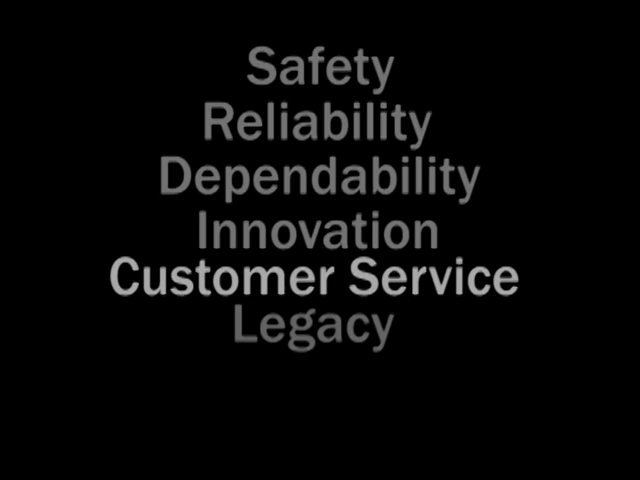 Safety
Reliability
Dependability
Innovation
Customer Service
Legacy